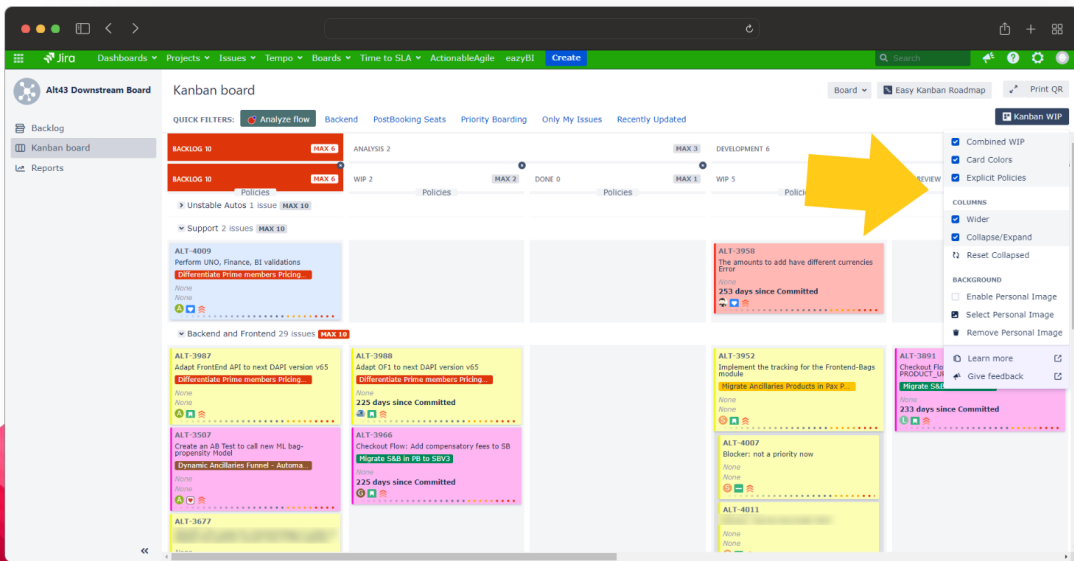 Jira Dashboards Projects Issues Tempo Boards Time to SLA ActionableAgile eazyBI Create Search
Alt43 Downstream Board
Backlog
Kanban board
Reports
Kanban board
Board Easy Kanban Roadmap Print QR
QUICK FILTERS: Analyze flow Backend PostBooking Seats Priority Boarding Only My Issues Recently Updated
Kanban WIP
BACKLOG 10 MAX 6 ANALYSIS 2 MAX 3 DEVELOPMENT 6
BACKLOG 10 MAX 6 WIP 2 MAX 2 DONE 0 MAX 1 WIP 5 REVIEW
Policies Policies Policies
Unstable Autos 1 issue MAX 10
Support 2 issues MAX 10
ALT-4009
Perform UNO, Finance, BI validations
Differentiate Prime members Pricing...
None
None
A
ALT-3958
The amounts to add have different currencies
Error
None
253 days since Committed
Backend and Frontend 29 issues MAX 10
ALT-3987
Adapt FrontEnd API to next DAPI version v65
Differentiate Prime members Pricing...
None
None
A
ALT-3988
Adapt OF1 to next DAPI version v65
Differentiate Prime members Pricing...
None
225 days since Committed
ALT-3952
Implement the tracking for the Frontend-Bags
module
Migrate Ancillaries Products in Pax P...
None
None
ALT-3891
Checkout Flo
Migrate S&B
None
233 days since Committed
L
ALT-3507
Create an AB Test to call new ML bag-
propensity Model
Dynamic Ancillaries Funnel - Automa...
None
None
A
ALT-3966
Checkout Flow: Add compensatory fees to SB
Migrate S&B in PB to SBV3
None
225 days since Committed
G
ALT-4007
Blocker: not a priority now
None
None
ALT-3677
ALT-4011
None
None
Combined WIP
Card Colors
Explicit Policies
COLUMNS
Wider
Collapse/Expand
Reset Collapsed
BACKGROUND
Enable Personal Image
Select Personal Image
Remove Personal Image
Learn more
Give feedback